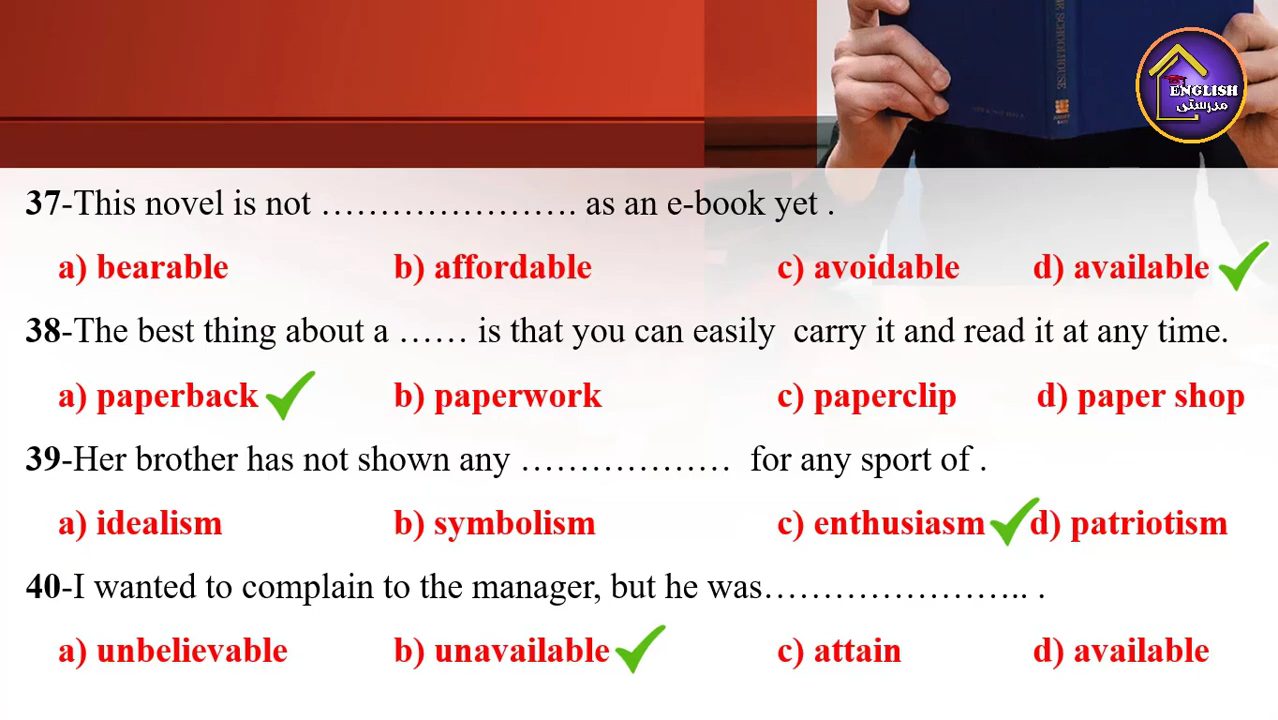 ENGLISH
مدرستي
37-This novel is not …………………. as an e-book yet .
a) bearable b) affordable c) avoidable d) available
38-The best thing about a …… is that you can easily carry it and read it at any time.
a) paperback b) paperwork c) paperclip d) paper shop
39-Her brother has not shown any ……………… for any sport of .
a) idealism b) symbolism c) enthusiasm d) patriotism
40-I wanted to complain to the manager, but he was………………….. .
a) unbelievable b) unavailable c) attain d) available